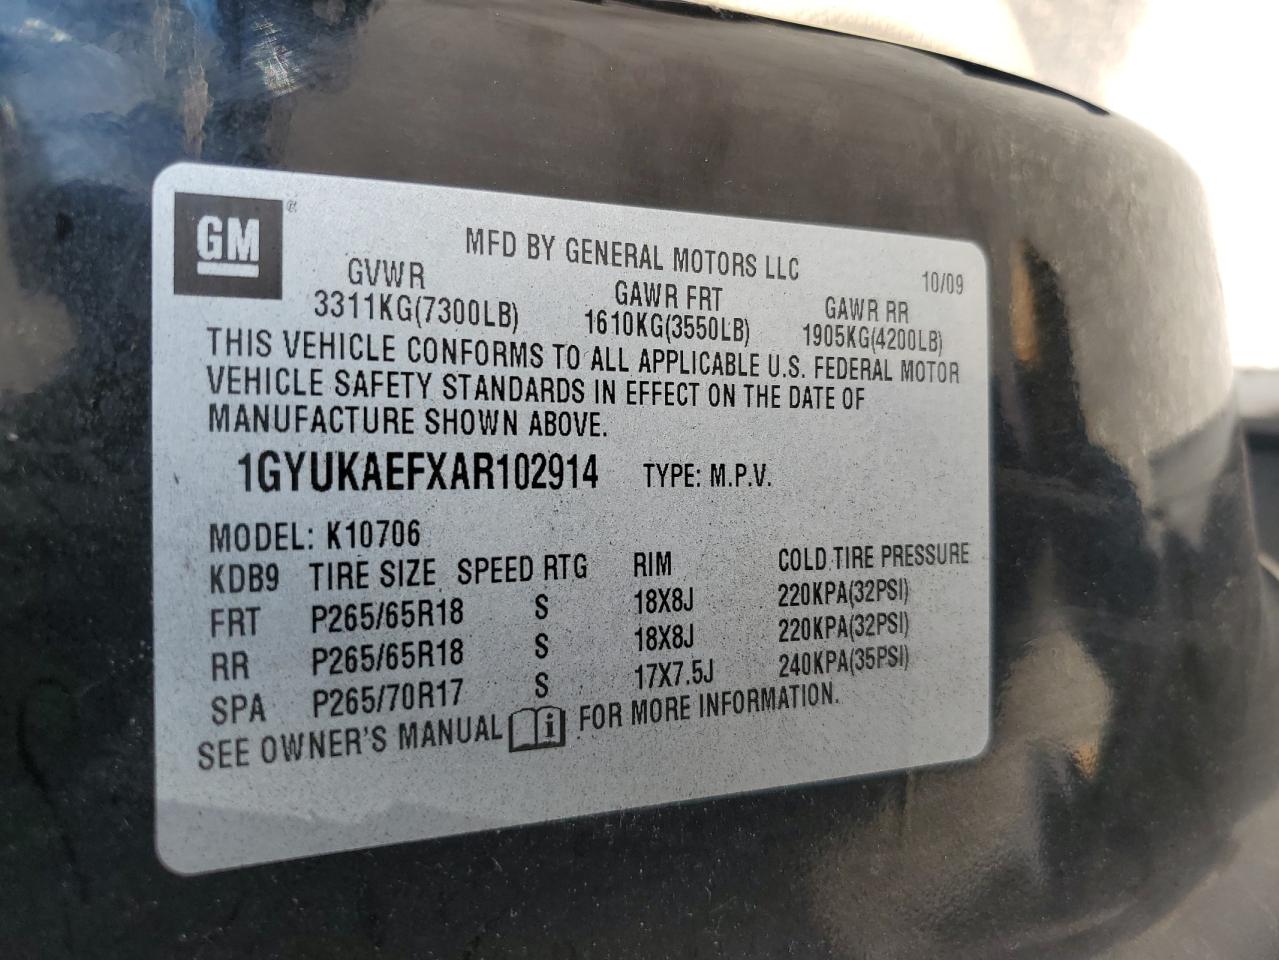 GM ®
MFD BY GENERAL MOTORS LLC
10/09
GVWR GAWR FRT GAWR RR
3311KG(7300LB) 1610KG(3550LB) 1905KG(4200LB)
THIS VEHICLE CONFORMS TO ALL APPLICABLE U.S. FEDERAL MOTOR
VEHICLE SAFETY STANDARDS IN EFFECT ON THE DATE OF
MANUFACTURE SHOWN ABOVE.
1GYUKAEFXAR102914 TYPE: M.P.V.
MODEL: K10706
KDB9 TIRE SIZE SPEED RTG RIM COLD TIRE PRESSURE
FRT P265/65R18 S 18X8J 220KPA(32PSI)
RR P265/65R18 S 18X8J 220KPA(32PSI)
SPA P265/70R17 S 17X7.5J 240KPA(35PSI)
SEE OWNER'S MANUAL i FOR MORE INFORMATION.